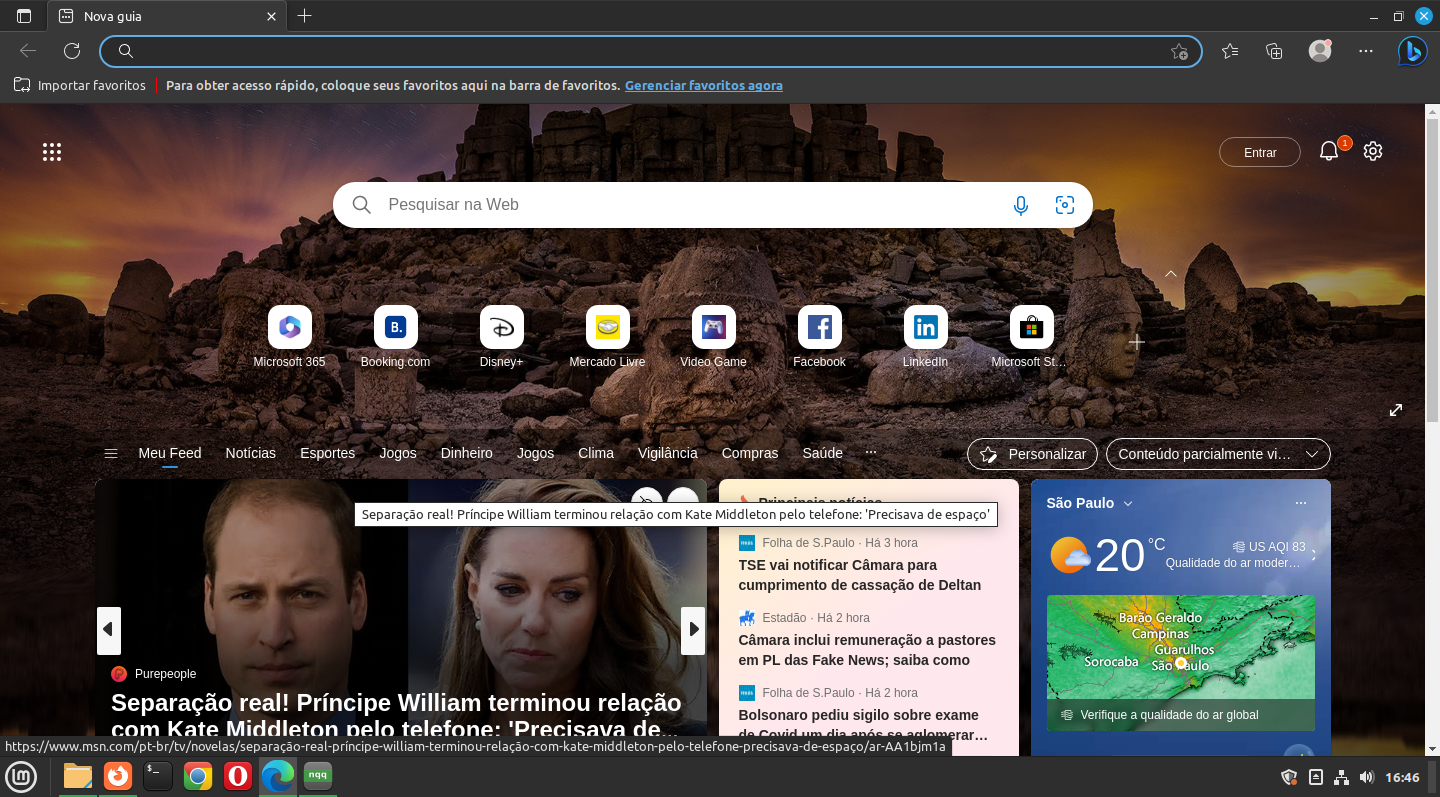 Nova guia
Importar favoritos
Para obter acesso rápido, coloque seus favoritos aqui na barra de favoritos. Gerenciar favoritos agora
Entrar
1
Pesquisar na Web
Microsoft 365
Booking.com
Disney+
Mercado Livre
Video Game
Facebook
LinkedIn
Microsoft St...
Meu Feed
Notícias
Esportes
Jogos
Dinheiro
Jogos
Clima
Vigilância
Compras
Saúde
Personalizar
Conteúdo parcialmente vi...
Separação real! Príncipe William terminou relação com Kate Middleton pelo telefone: 'Precisava de espaço'
Purepeople
Separação real! Príncipe William terminou relação
com Kate Middleton pelo telefone: 'Precisava de...
Principais notícias
Folha de S.Paulo · Há 3 hora
TSE vai notificar Câmara para
cumprimento de cassação de Deltan
Estadão · Há 2 hora
Câmara inclui remuneração a pastores
em PL das Fake News; saiba como
Folha de S.Paulo · Há 2 hora
Bolsonaro pediu sigilo sobre exame
de Covid um dia após se aglomerar...
São Paulo
20 °C
US AQI 83
Qualidade do ar moder...
Barão Geraldo
Campinas
Guarulhos
Sorocaba
São Paulo
Verifique a qualidade do ar global
https://www.msn.com/pt-br/tv/novelas/separação-real-príncipe-william-terminou-relação-com-kate-middleton-pelo-telefone-precisava-de-espaço/ar-AA1bjm1a
nqq
16:46